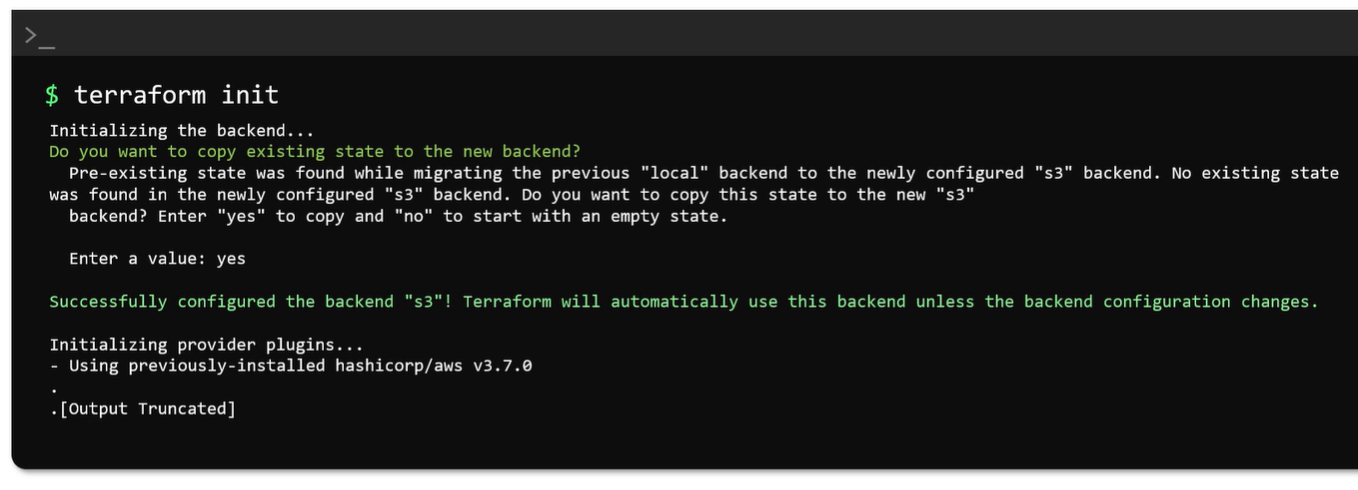 >_
$ terraform init
Initializing the backend...
Do you want to copy existing state to the new backend?
Pre-existing state was found while migrating the previous "local" backend to the newly configured "s3" backend. No existing state
was found in the newly configured "s3" backend. Do you want to copy this state to the new "s3"
backend? Enter "yes" to copy and "no" to start with an empty state.
Enter a value: yes
Successfully configured the backend "s3"! Terraform will automatically use this backend unless the backend configuration changes.
Initializing provider plugins...
- Using previously-installed hashicorp/aws v3.7.0
.
.[Output Truncated]